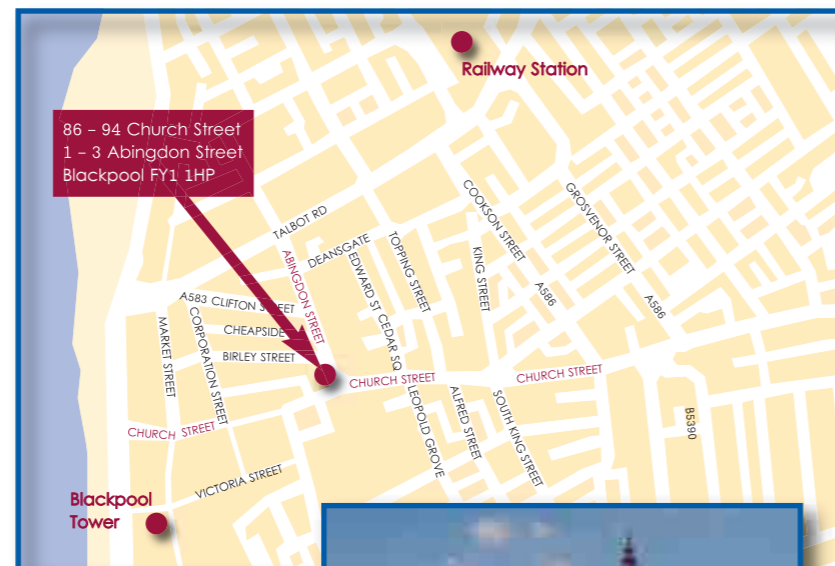 Railway Station
86 – 94 Church Street
1 – 3 Abingdon Street
Blackpool FY1 1HP
TALBOT RD
DEANSGATE
ABINGDON STREET
EDWARD ST
CEDAR SQ
TOPPING STREET
COOKSON STREET
KING STREET
GROSVENOR STREET
A586
A586
A583 CLIFTON STREET
CHEAPSIDE
BIRLEY STREET
MARKET STREET
CORPORATION STREET
CHURCH STREET
CHURCH STREET
CHURCH STREET
LEOPOLD GROVE
ALFRED STREET
SOUTH KING STREET
B5390
VICTORIA STREET
Blackpool
Tower